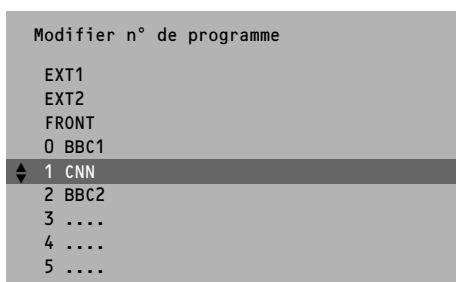 Modifier n° de programme
EXT1
EXT2
FRONT
0 BBC1
1 CNN
2 BBC2
3 ....
4 ....
5 ....